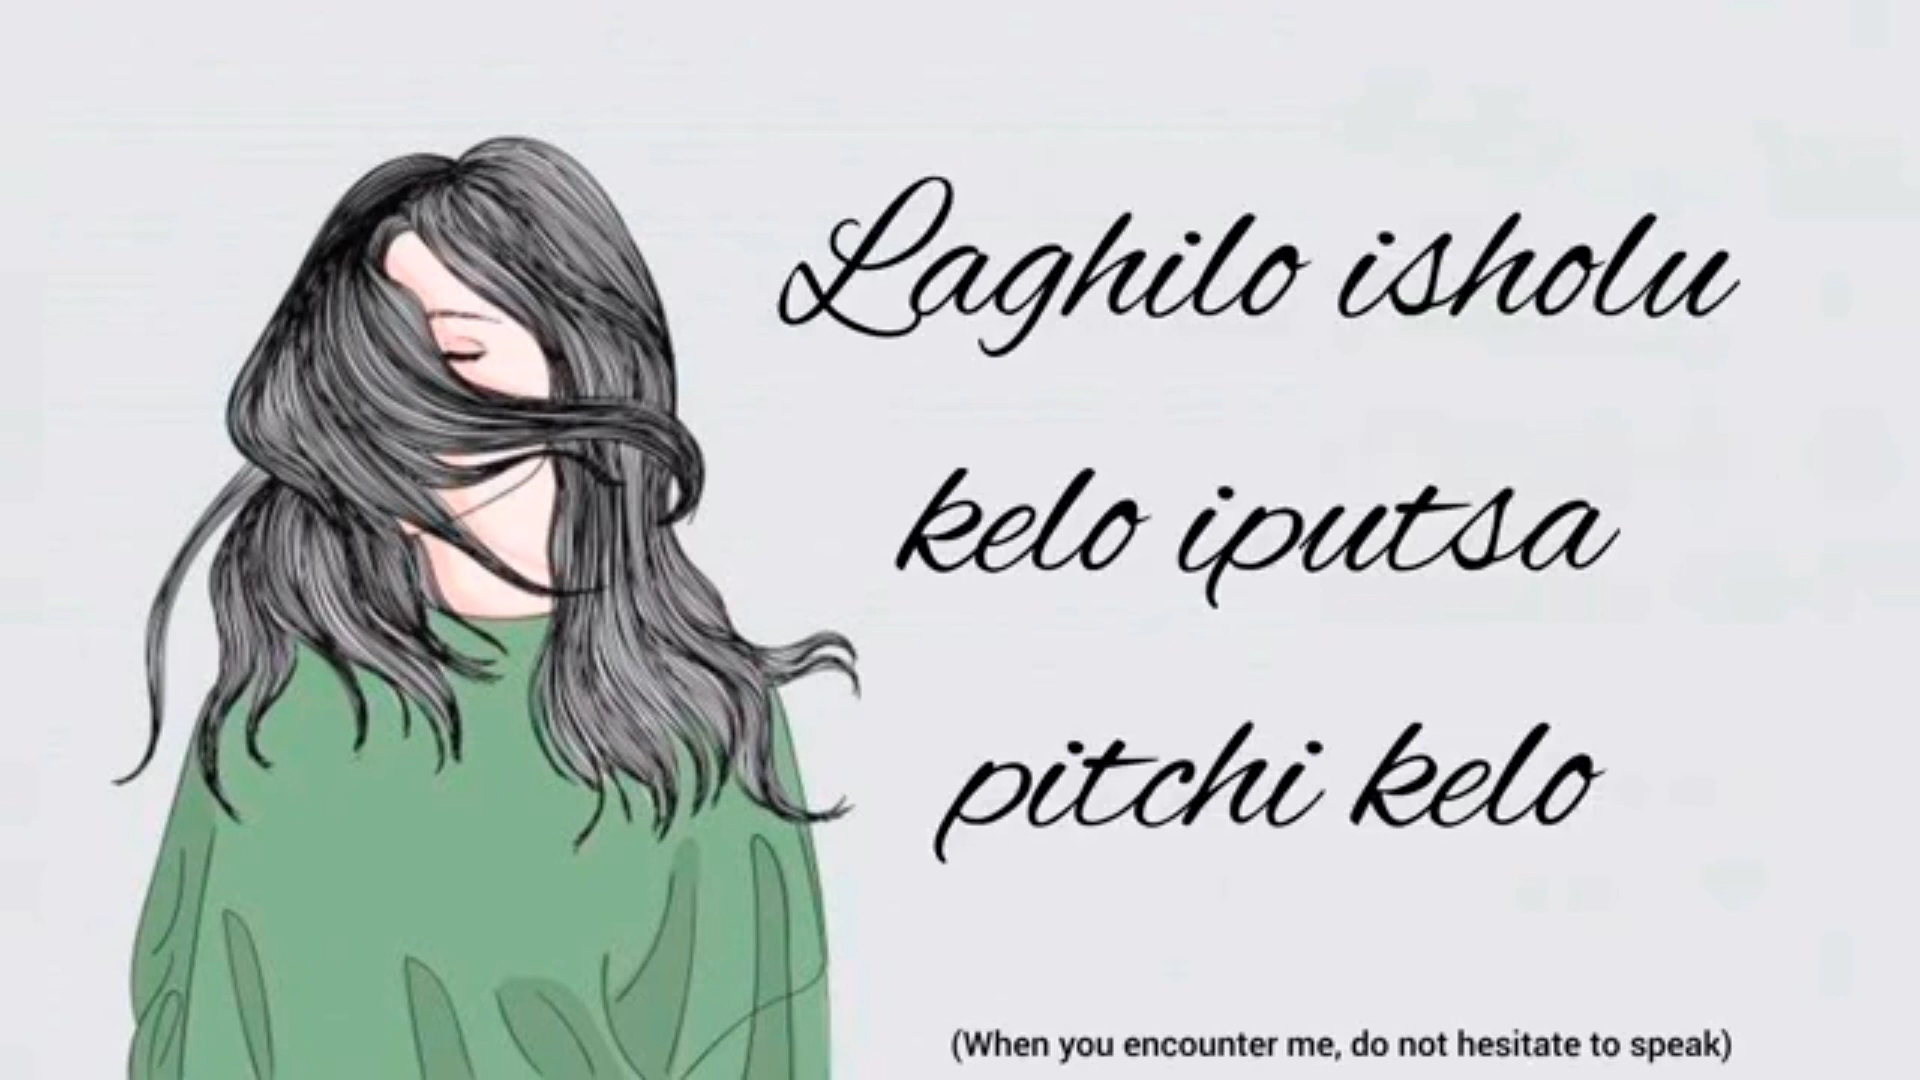 Laghilo isholu
kelo iputsa
pitchi kelo
(When you encounter me, do not hesitate to speak)